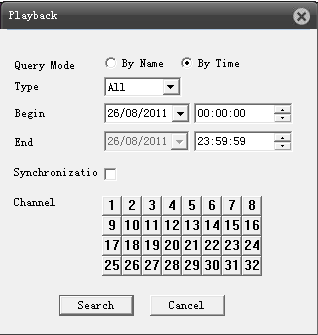 Playback
Query Mode By Name By Time
Type All
Begin 26/08/2011 00:00:00
End 26/08/2011 23:59:59
Synchronizatio
Channel
1 2 3 4 5 6 7 8
9 10 11 12 13 14 15 16
17 18 19 20 21 22 23 24
25 26 27 28 29 30 31 32
Search Cancel